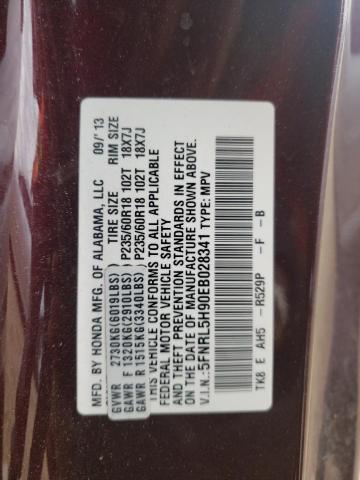 MFD. BY HONDA MFG. OF ALABAMA, LLC 09/'13
TIRE SIZE RIM SIZE
GVWR 2730KG(6019LBS)
GAWR F 1325KG(2910LBS) P235/60R18 102T 18X7J
GAWR R 1515KG(3340LBS) P235/60R18 102T 18X7J
THIS VEHICLE CONFORMS TO ALL APPLICABLE
FEDERAL MOTOR VEHICLE SAFETY
AND THEFT PREVENTION STANDARDS IN EFFECT
ON THE DATE OF MANUFACTURE SHOWN ABOVE.
V.I.N.:5FNRL5H90EB028341 TYPE: MPV
TK8 E AH5 - R529P - F - B